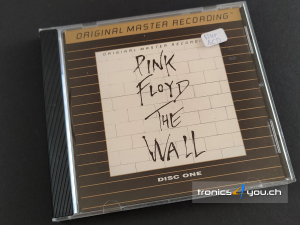 ORIGINAL MASTER RECORDING
ORIGINAL MASTER RECORDING
PINK
FLOYD
THE
WALL
DISC ONE
tronics4you.ch